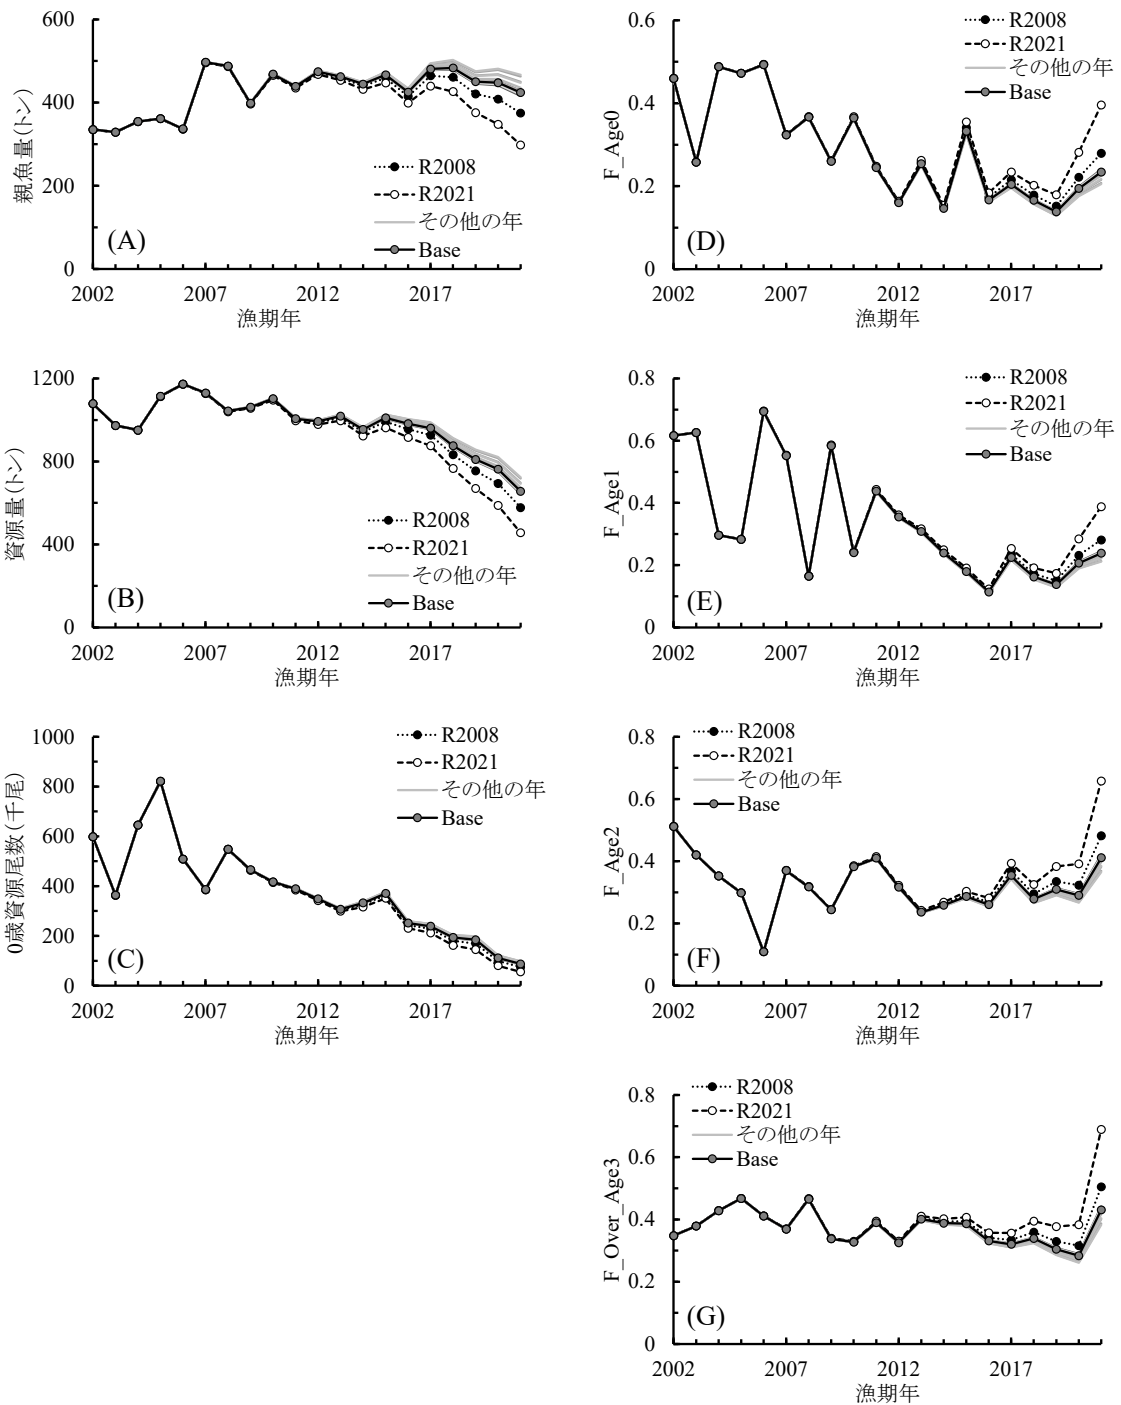 600
400
200
0
親魚量(トン)
R2008
R2021
その他の年
Base
(A)
2002
2007
2012
2017
漁期年
0.6
0.4
0.2
0
F_Age0
R2008
R2021
その他の年
Base
(D)
2002
2007
2012
2017
漁期年
1200
800
400
0
資源量(トン)
R2008
R2021
その他の年
Base
(B)
2002
2007
2012
2017
漁期年
0.8
0.6
0.4
0.2
0
F_Age1
R2008
R2021
その他の年
Base
(E)
2002
2007
2012
2017
漁期年
1000
800
600
400
200
0
0歳資源尾数(千尾)
R2008
R2021
その他の年
Base
(C)
2002
2007
2012
2017
漁期年
0.8
0.6
0.4
0.2
0
F_Age2
R2008
R2021
その他の年
Base
(F)
2002
2007
2012
2017
漁期年
0.8
0.6
0.4
0.2
0
F_Over_Age3
R2008
R2021
その他の年
Base
(G)
2002
2007
2012
2017
漁期年